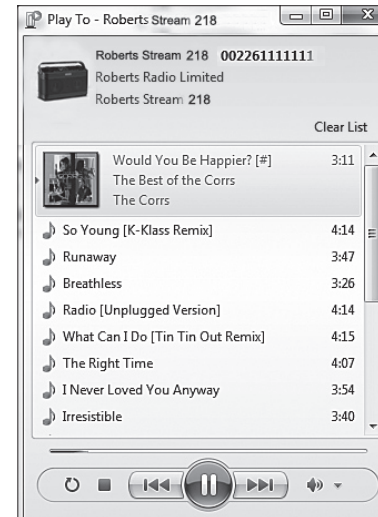 Play To - Roberts Stream 218
Roberts Stream 218 002261111111
Roberts Radio Limited
Roberts Stream 218
Clear List
Would You Be Happier? [#] 3:11
The Best of the Corrs
The Corrs
So Young [K-Klass Remix] 4:14
Runaway 3:47
Breathless 3:26
Radio [Unplugged Version] 4:14
What Can I Do [Tin Tin Out Remix] 4:15
The Right Time 4:07
I Never Loved You Anyway 3:54
Irresistible 3:40